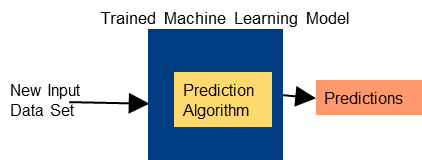 Trained Machine Learning Model
New Input
Data Set
Prediction
Algorithm
Predictions